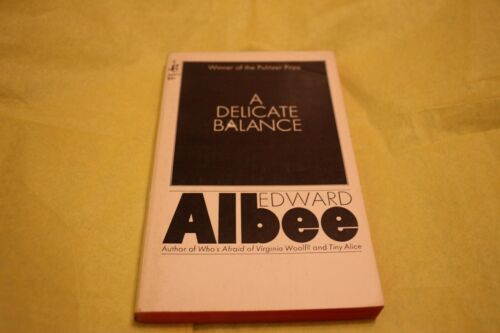 Winner of the Pulitzer Prize
A
DELICATE
BALANCE
EDWARD
Albee
Author of Who's Afraid of Virginia Woolf? and Tiny Alice